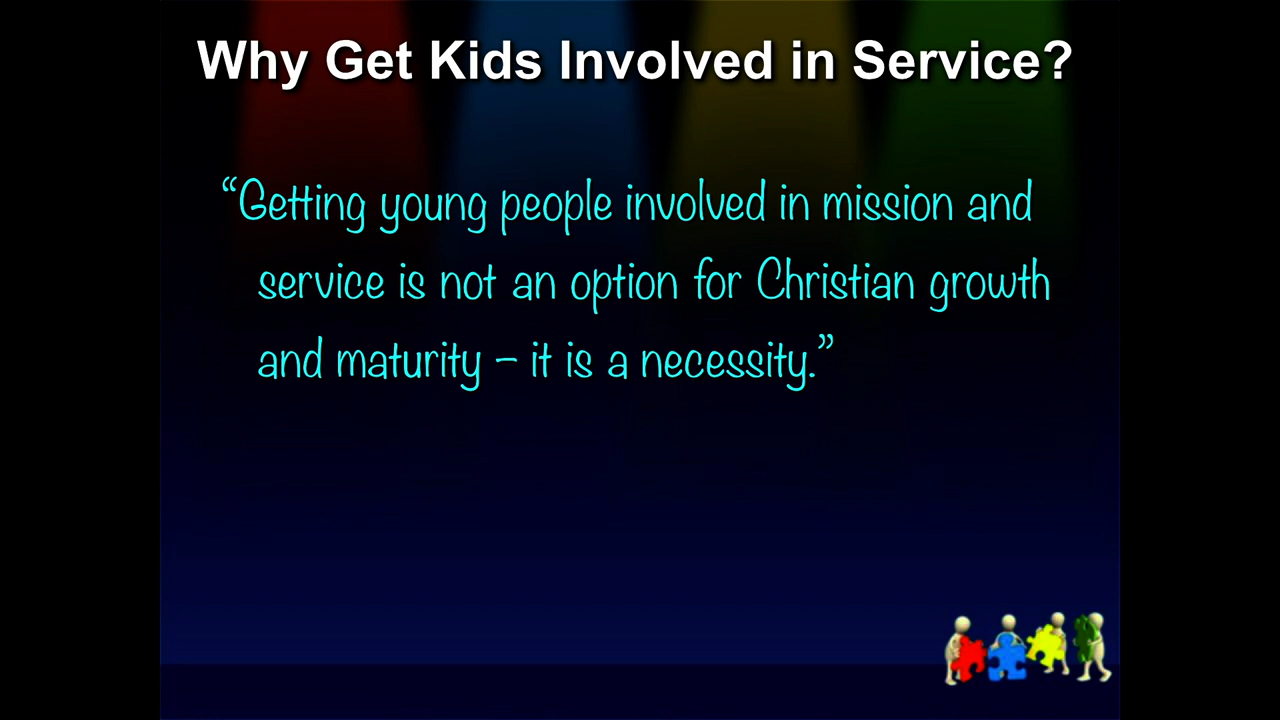 Why Get Kids Involved in Service?
“Getting young people involved in mission and
service is not an option for Christian growth
and maturity – it is a necessity.”